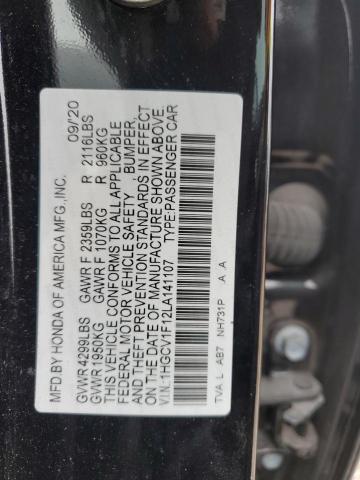 MFD.BY HONDA OF AMERICA MFG.,INC. 09/20
GVWR 4299LBS GAWR F 2359LBS R 2116LBS
GVWR 1950KG GAWR F 1070KG R 960KG
THIS VEHICLE CONFORMS TO ALL APPLICABLE
FEDERAL MOTOR VEHICLE SAFETY, BUMPER,
AND THEFT PREVENTION STANDARDS IN EFFECT
ON THE DATE OF MANUFACTURE SHOWN ABOVE.
V.I.N.:1HGCV1F12LA141107 TYPE:PASSENGER CAR
TVA L AB7 NH731P A A